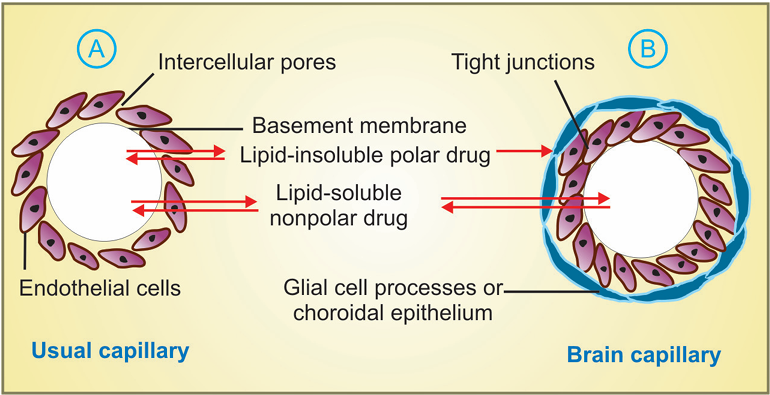 A
B
Intercellular pores
Tight junctions
Basement membrane
Lipid-insoluble polar drug
Lipid-soluble
nonpolar drug
Endothelial cells
Glial cell processes or
choroidal epithelium
Usual capillary
Brain capillary